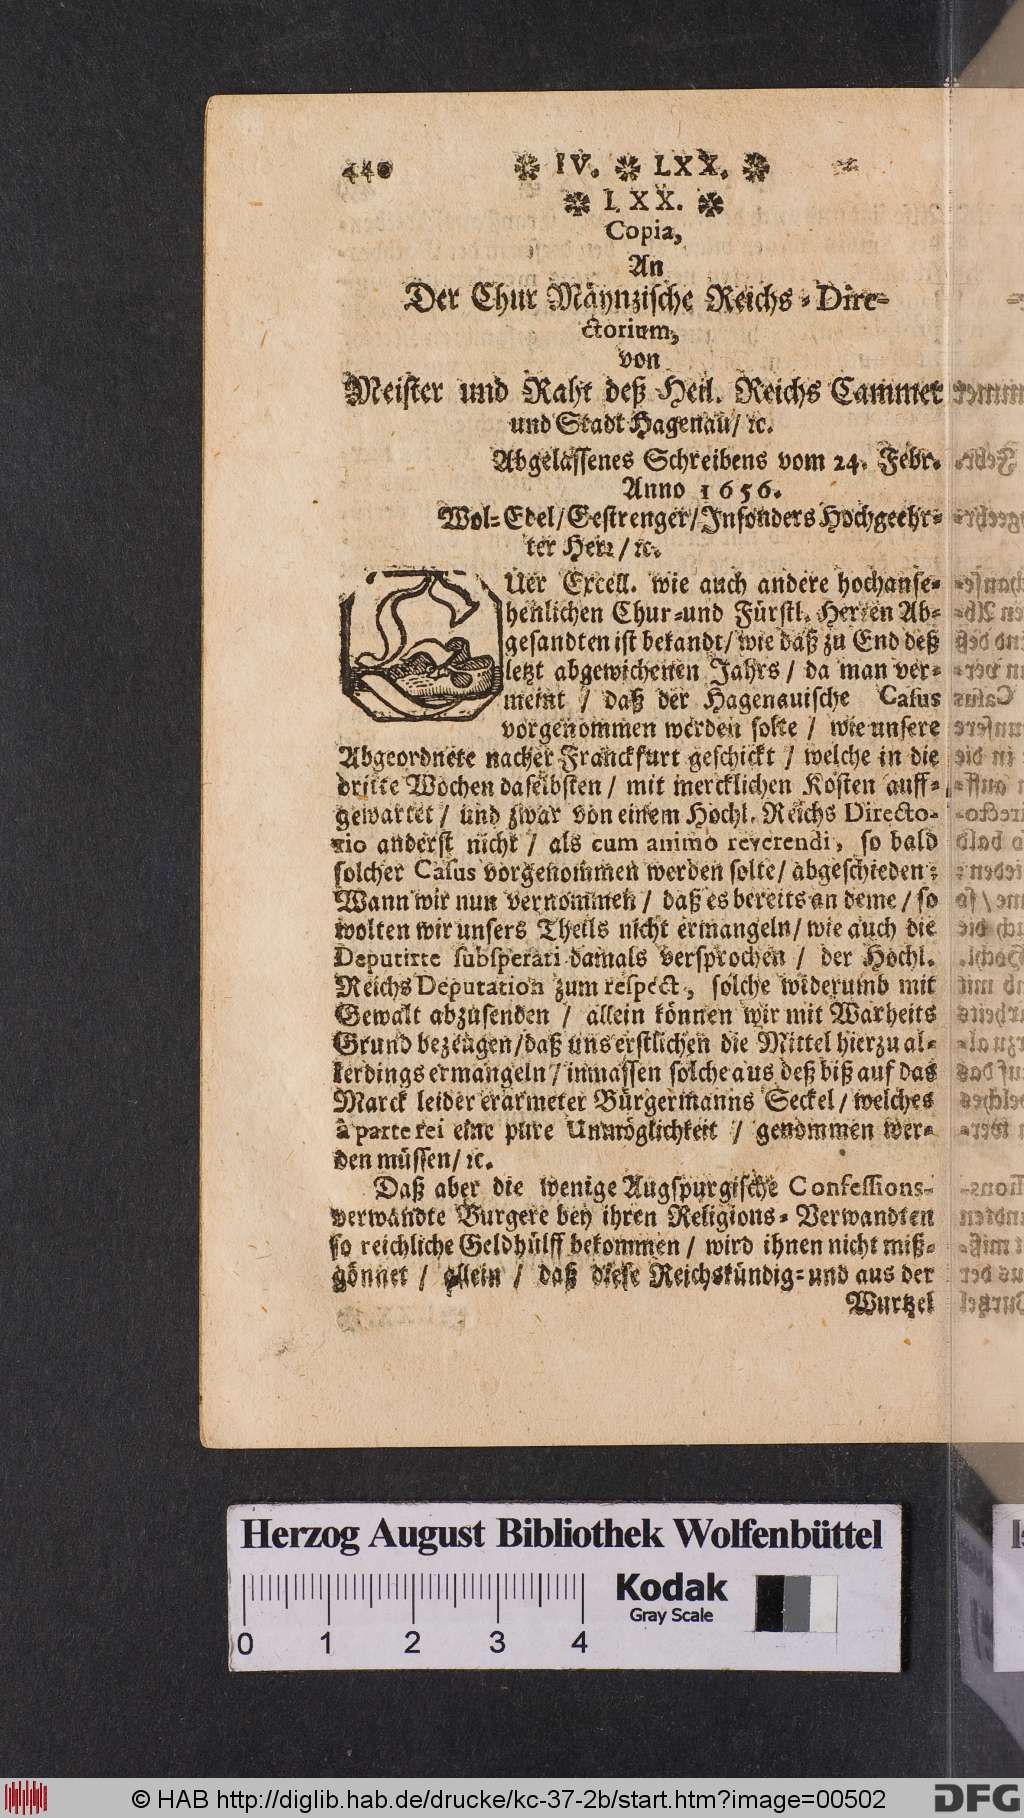 440 ❁ IV. ❁ LXX. ❁
❁ LXX. ❁
Copia,
An
Der Chur Mäynzische Reichs-Dire-
ctorium,
von
Meister und Raht deß Heil. Reichs Cammer
und Stadt Hagenau/ ꝛc.
Abgelassenes Schreibens vom 24. Febr.
Anno 1656.
Wol-Edel/Gestrenger/Insonders Hochgeehr-
ter Herꝛ/ ꝛc.
EUer Excell. wie auch andere hochanse-
henlichen Chur-und Fürstl. Herren Ab-
gesandten ist bekandt/ wie daß zu End deß
letzt abgewichenen Jahrs / da man ver-
meint / daß der Hagenauische Casus
vorgenommen werden solte / wie unsere
Abgeordnete nacher Franckfurt geschickt / welche in die
dritte Wochen daselbsten / mit mercklichen Kosten auff-
gewartet / und zwar von einem Hochl. Reichs Directo-
rio anderst nicht / als cum animo reverendi, so bald
solcher Casus vorgenommen werden solte/ abgeschieden:
Wann wir nun vernommen / daß es bereits an deme / so
wolten wir unsers Theils nicht ermangeln/ wie auch die
Deputirte subsperati damals versprochen / der Hochl.
Reichs Deputation zum respect, solche widerumb mit
Gewalt abzusenden / allein können wir mit Warheits
Grund bezeugen/daß uns erstlichen die Mittel hierzu al-
lerdings ermangeln/ inmassen solche aus deß biß auf das
Marck leider erarmeter Bürgermanns Seckel/ welches
à parte rei eine pure Unmöglichkeit / genommen wer-
den müssen/ ꝛc.
Daß aber die wenige Augspurgische Confessions-
verwandte Burgere bey ihren Religions-Verwandten
so reichliche Geldhülff bekommen / wird ihnen nicht miß-
gönnet / allein / daß diese Reichskündig-und aus der
Wurtzel
Herzog August Bibliothek Wolfenbüttel
Kodak
Gray Scale
0 1 2 3 4
© HAB http://diglib.hab.de/drucke/kc-37-2b/start.htm?image=00502
DFG